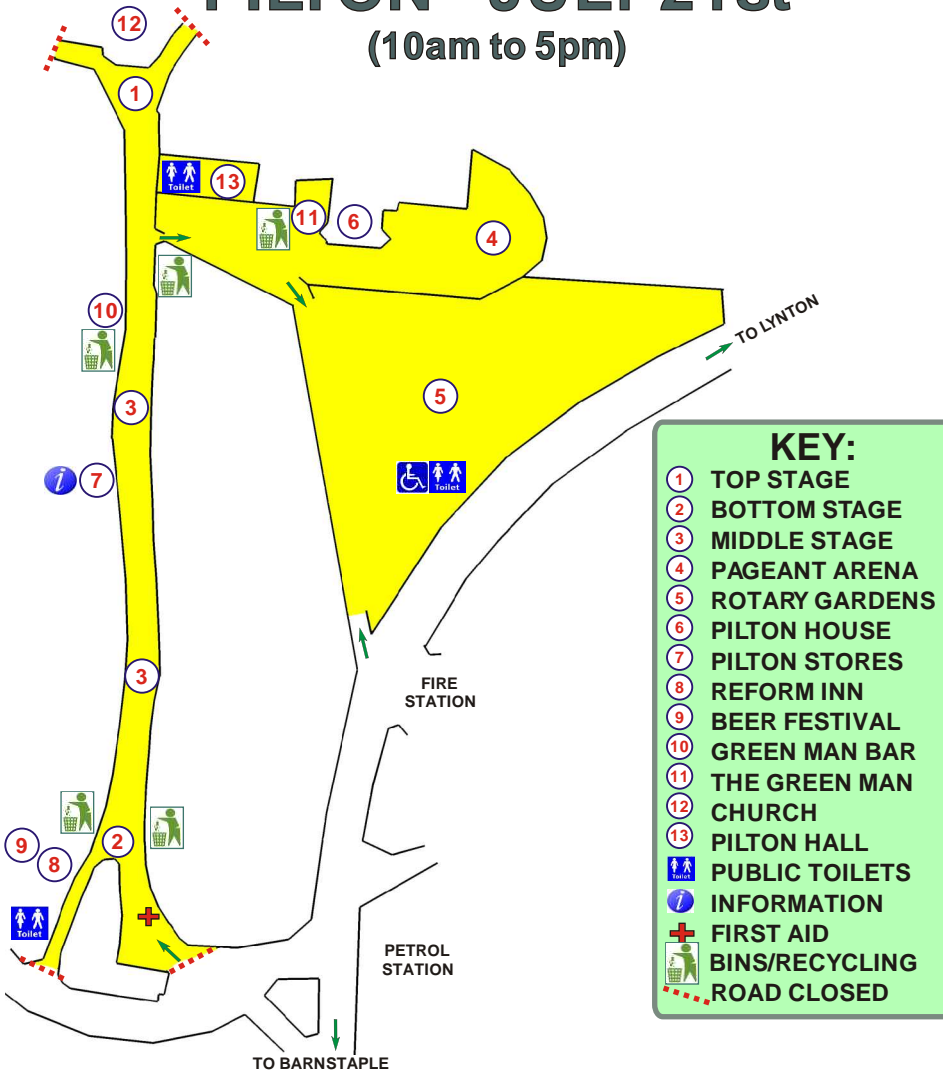 PILTON - JULY 21st
(10am to 5pm)
12
1
Toilet
13
11
6
4
10
TO LYNTON
3
5
i 7
Toilet
3
FIRE
STATION
2
9
8
Toilet
PETROL
STATION
TO BARNSTAPLE
KEY:
1 TOP STAGE
2 BOTTOM STAGE
3 MIDDLE STAGE
4 PAGEANT ARENA
5 ROTARY GARDENS
6 PILTON HOUSE
7 PILTON STORES
8 REFORM INN
9 BEER FESTIVAL
10 GREEN MAN BAR
11 THE GREEN MAN
12 CHURCH
13 PILTON HALL
Toilet PUBLIC TOILETS
i INFORMATION
FIRST AID
BINS/RECYCLING
ROAD CLOSED